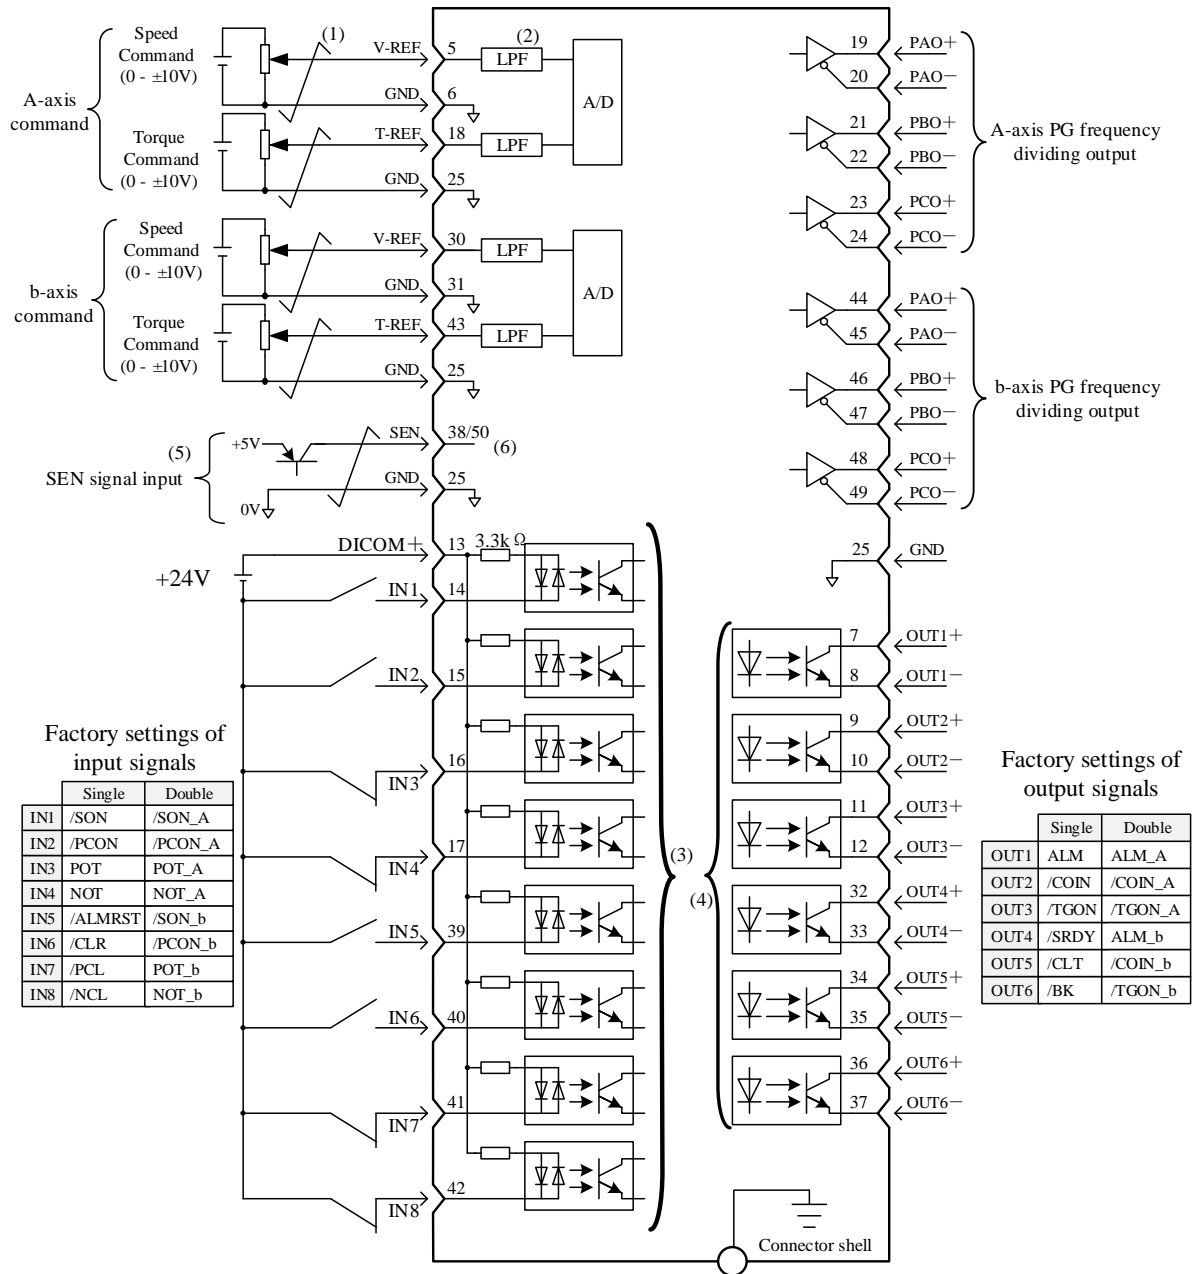 A-axis
command
Speed
Command
(0 - ±10V)
(1)
V-REF
5
(2)
LPF
GND
6
A/D
Torque
Command
(0 - ±10V)
T-REF
18
LPF
GND
25
b-axis
command
Speed
Command
(0 - ±10V)
V-REF
30
LPF
GND
31
A/D
Torque
Command
(0 - ±10V)
T-REF
43
LPF
GND
25
(5)
SEN signal input
+5V
SEN
38/50
(6)
0V
GND
25
+24V
DICOM+
13
3.3k Ω
IN1
14
IN2
15
IN3
16
IN4
17
IN5
39
IN6
40
IN7
41
IN8
42
(3)
(4)
Factory settings of
input signals
Single Double
IN1 /SON /SON_A
IN2 /PCON /PCON_A
IN3 POT POT_A
IN4 NOT NOT_A
IN5 /ALMRST /SON_b
IN6 /CLR /PCON_b
IN7 /PCL POT_b
IN8 /NCL NOT_b
19 PAO+
20 PAO−
21 PBO+
22 PBO−
23 PCO+
24 PCO−
A-axis PG frequency
dividing output
44 PAO+
45 PAO−
46 PBO+
47 PBO−
48 PCO+
49 PCO−
b-axis PG frequency
dividing output
25 GND
7 OUT1+
8 OUT1−
9 OUT2+
10 OUT2−
11 OUT3+
12 OUT3−
32 OUT4+
33 OUT4−
34 OUT5+
35 OUT5−
36 OUT6+
37 OUT6−
Factory settings of
output signals
Single Double
OUT1 ALM ALM_A
OUT2 /COIN /COIN_A
OUT3 /TGON /TGON_A
OUT4 /SRDY ALM_b
OUT5 /CLT /COIN_b
OUT6 /BK /TGON_b
Connector shell